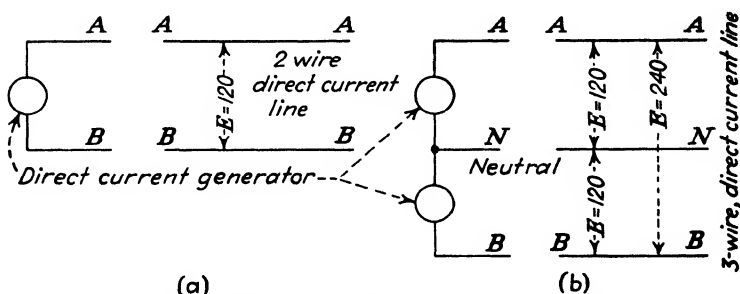 A A A
2 wire
direct current
line
E=120
B B B
Direct current generator
(a)
A A A
E=120
E=240
N N
Neutral
E=120
B B B
3-wire, direct current line
(b)